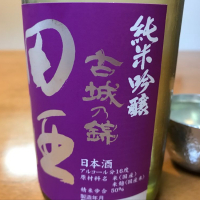 純米吟醸
古城乃錦
田酒
日本酒
アルコール分16度
原材料名 米(国産)
米麹(国産米)
精米歩合 50%
製造年月